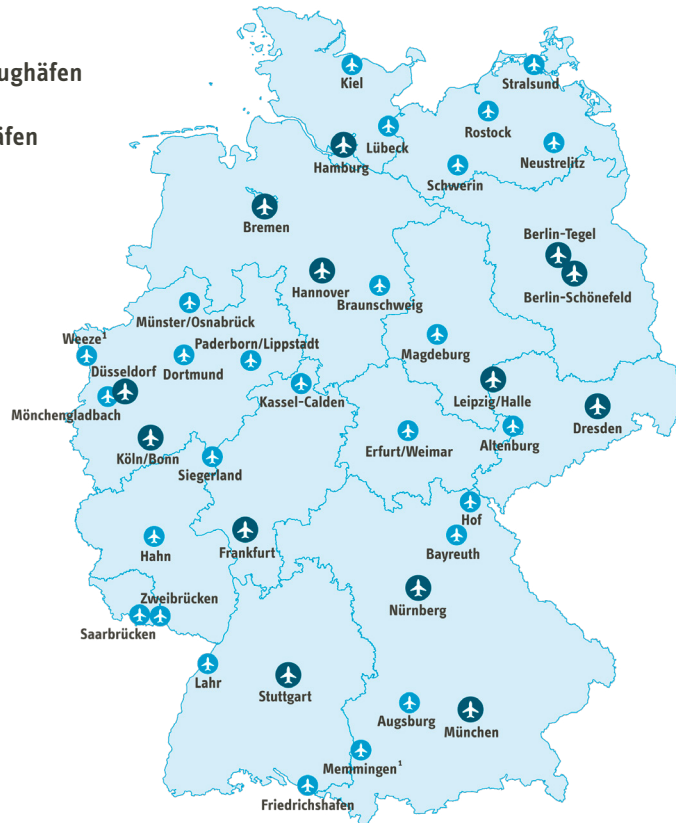 ughäfen
äfen
Kiel
Stralsund
Rostock
Lübeck
Neustrelitz
Hamburg
Schwerin
Bremen
Berlin-Tegel
Hannover
Berlin-Schönefeld
Braunschweig
Münster/Osnabrück
Weeze¹
Paderborn/Lippstadt
Magdeburg
Düsseldorf
Dortmund
Kassel-Calden
Leipzig/Halle
Mönchengladbach
Dresden
Köln/Bonn
Erfurt/Weimar
Altenburg
Siegerland
Hof
Hahn
Frankfurt
Bayreuth
Zweibrücken
Nürnberg
Saarbrücken
Lahr
Stuttgart
Augsburg
München
Memmingen¹
Friedrichshafen